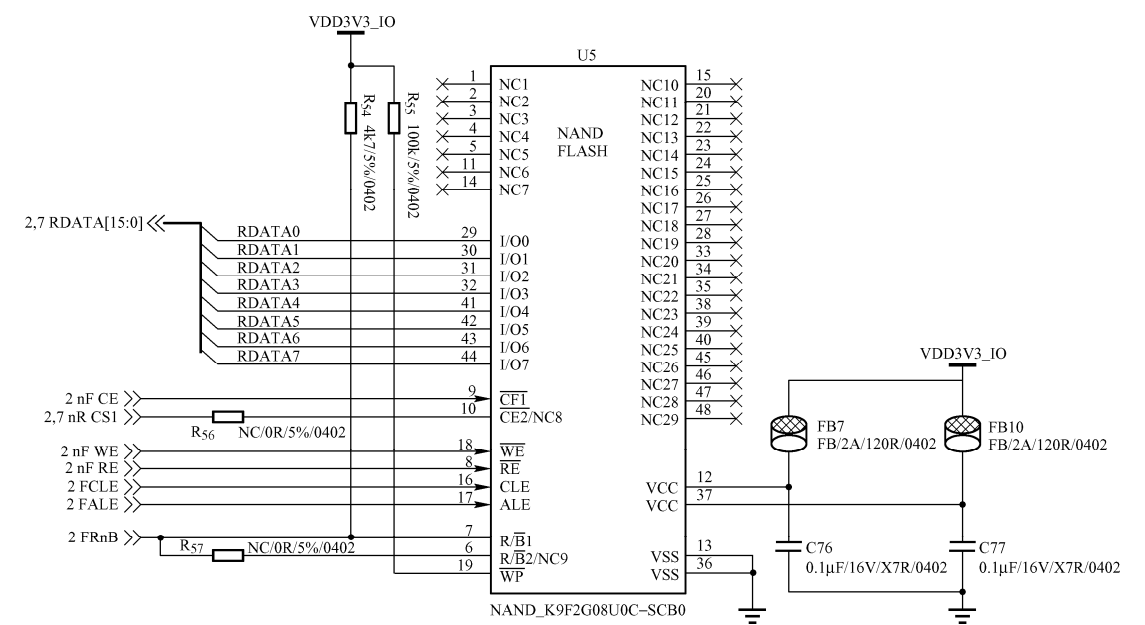 VDD3V3_IO
U5
R54 4k7/5%/0402
R55 100k/5%/0402
NAND
FLASH
1 NC1
2 NC2
3 NC3
4 NC4
5 NC5
11 NC6
14 NC7
NC10 15
NC11 20
NC12 21
NC13 22
NC14 23
NC15 24
NC16 25
NC17 26
NC18 27
NC19 28
NC20 33
NC21 34
NC22 35
NC23 38
NC24 39
NC25 40
NC26 45
NC27 46
NC28 47
NC29 48
2,7 RDATA[15:0]
RDATA0 29 I/O0
RDATA1 30 I/O1
RDATA2 31 I/O2
RDATA3 32 I/O3
RDATA4 41 I/O4
RDATA5 42 I/O5
RDATA6 43 I/O6
RDATA7 44 I/O7
2 nF CE 9 CF1
2,7 nR CS1 10 CE2/NC8
R56 NC/0R/5%/0402
2 nF WE 18 WE
2 nF RE 8 RE
2 FCLE 16 CLE
2 FALE 17 ALE
2 FRnB 7 R/B1
R57 NC/0R/5%/0402 6 R/B2/NC9
19 WP
VCC 12
VCC 37
VSS 13
VSS 36
VDD3V3_IO
FB7
FB/2A/120R/0402
FB10
FB/2A/120R/0402
C76
0.1μF/16V/X7R/0402
C77
0.1μF/16V/X7R/0402
NAND_K9F2G08U0C-SCB0